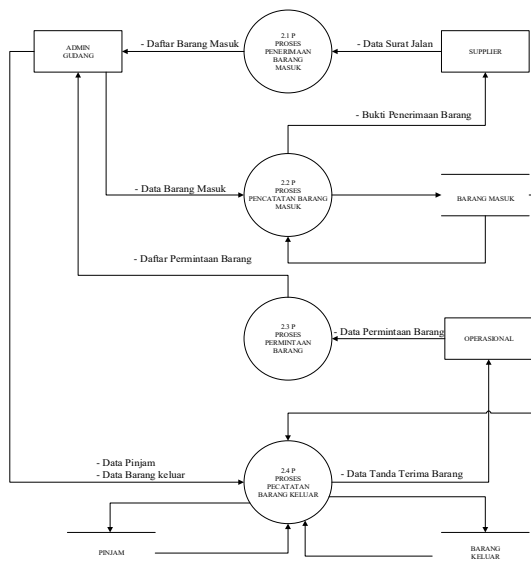 ADMIN
GUDANG
- Daftar Barang Masuk
2.1 P
PROSES
PENERIMAAN
BARANG
MASUK
- Data Surat Jalan
SUPPLIER
- Bukti Penerimaan Barang
- Data Barang Masuk
2.2 P
PROSES
PENCATATAN BARANG
MASUK
BARANG MASUK
- Daftar Permintaan Barang
2.3 P
PROSES
PERMINTAAN
BARANG
- Data Permintaan Barang
OPERASIONAL
- Data Pinjam
- Data Barang keluar
2.4 P
PROSES
PECATATAN
BARANG KELUAR
- Data Tanda Terima Barang
PINJAM
BARANG
KELUAR